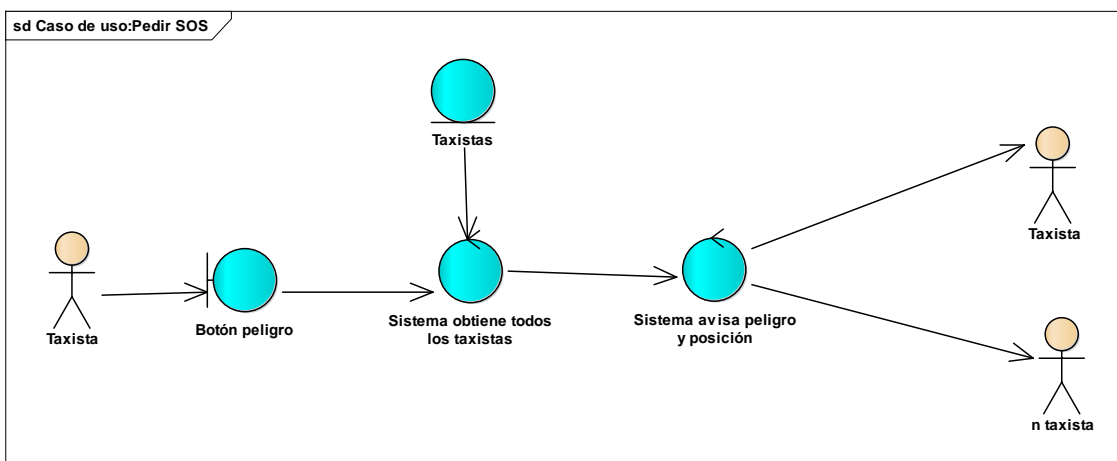 sd Caso de uso:Pedir SOS
Taxistas
Taxista
Botón peligro
Sistema obtiene todos
los taxistas
Sistema avisa peligro
y posición
Taxista
n taxista